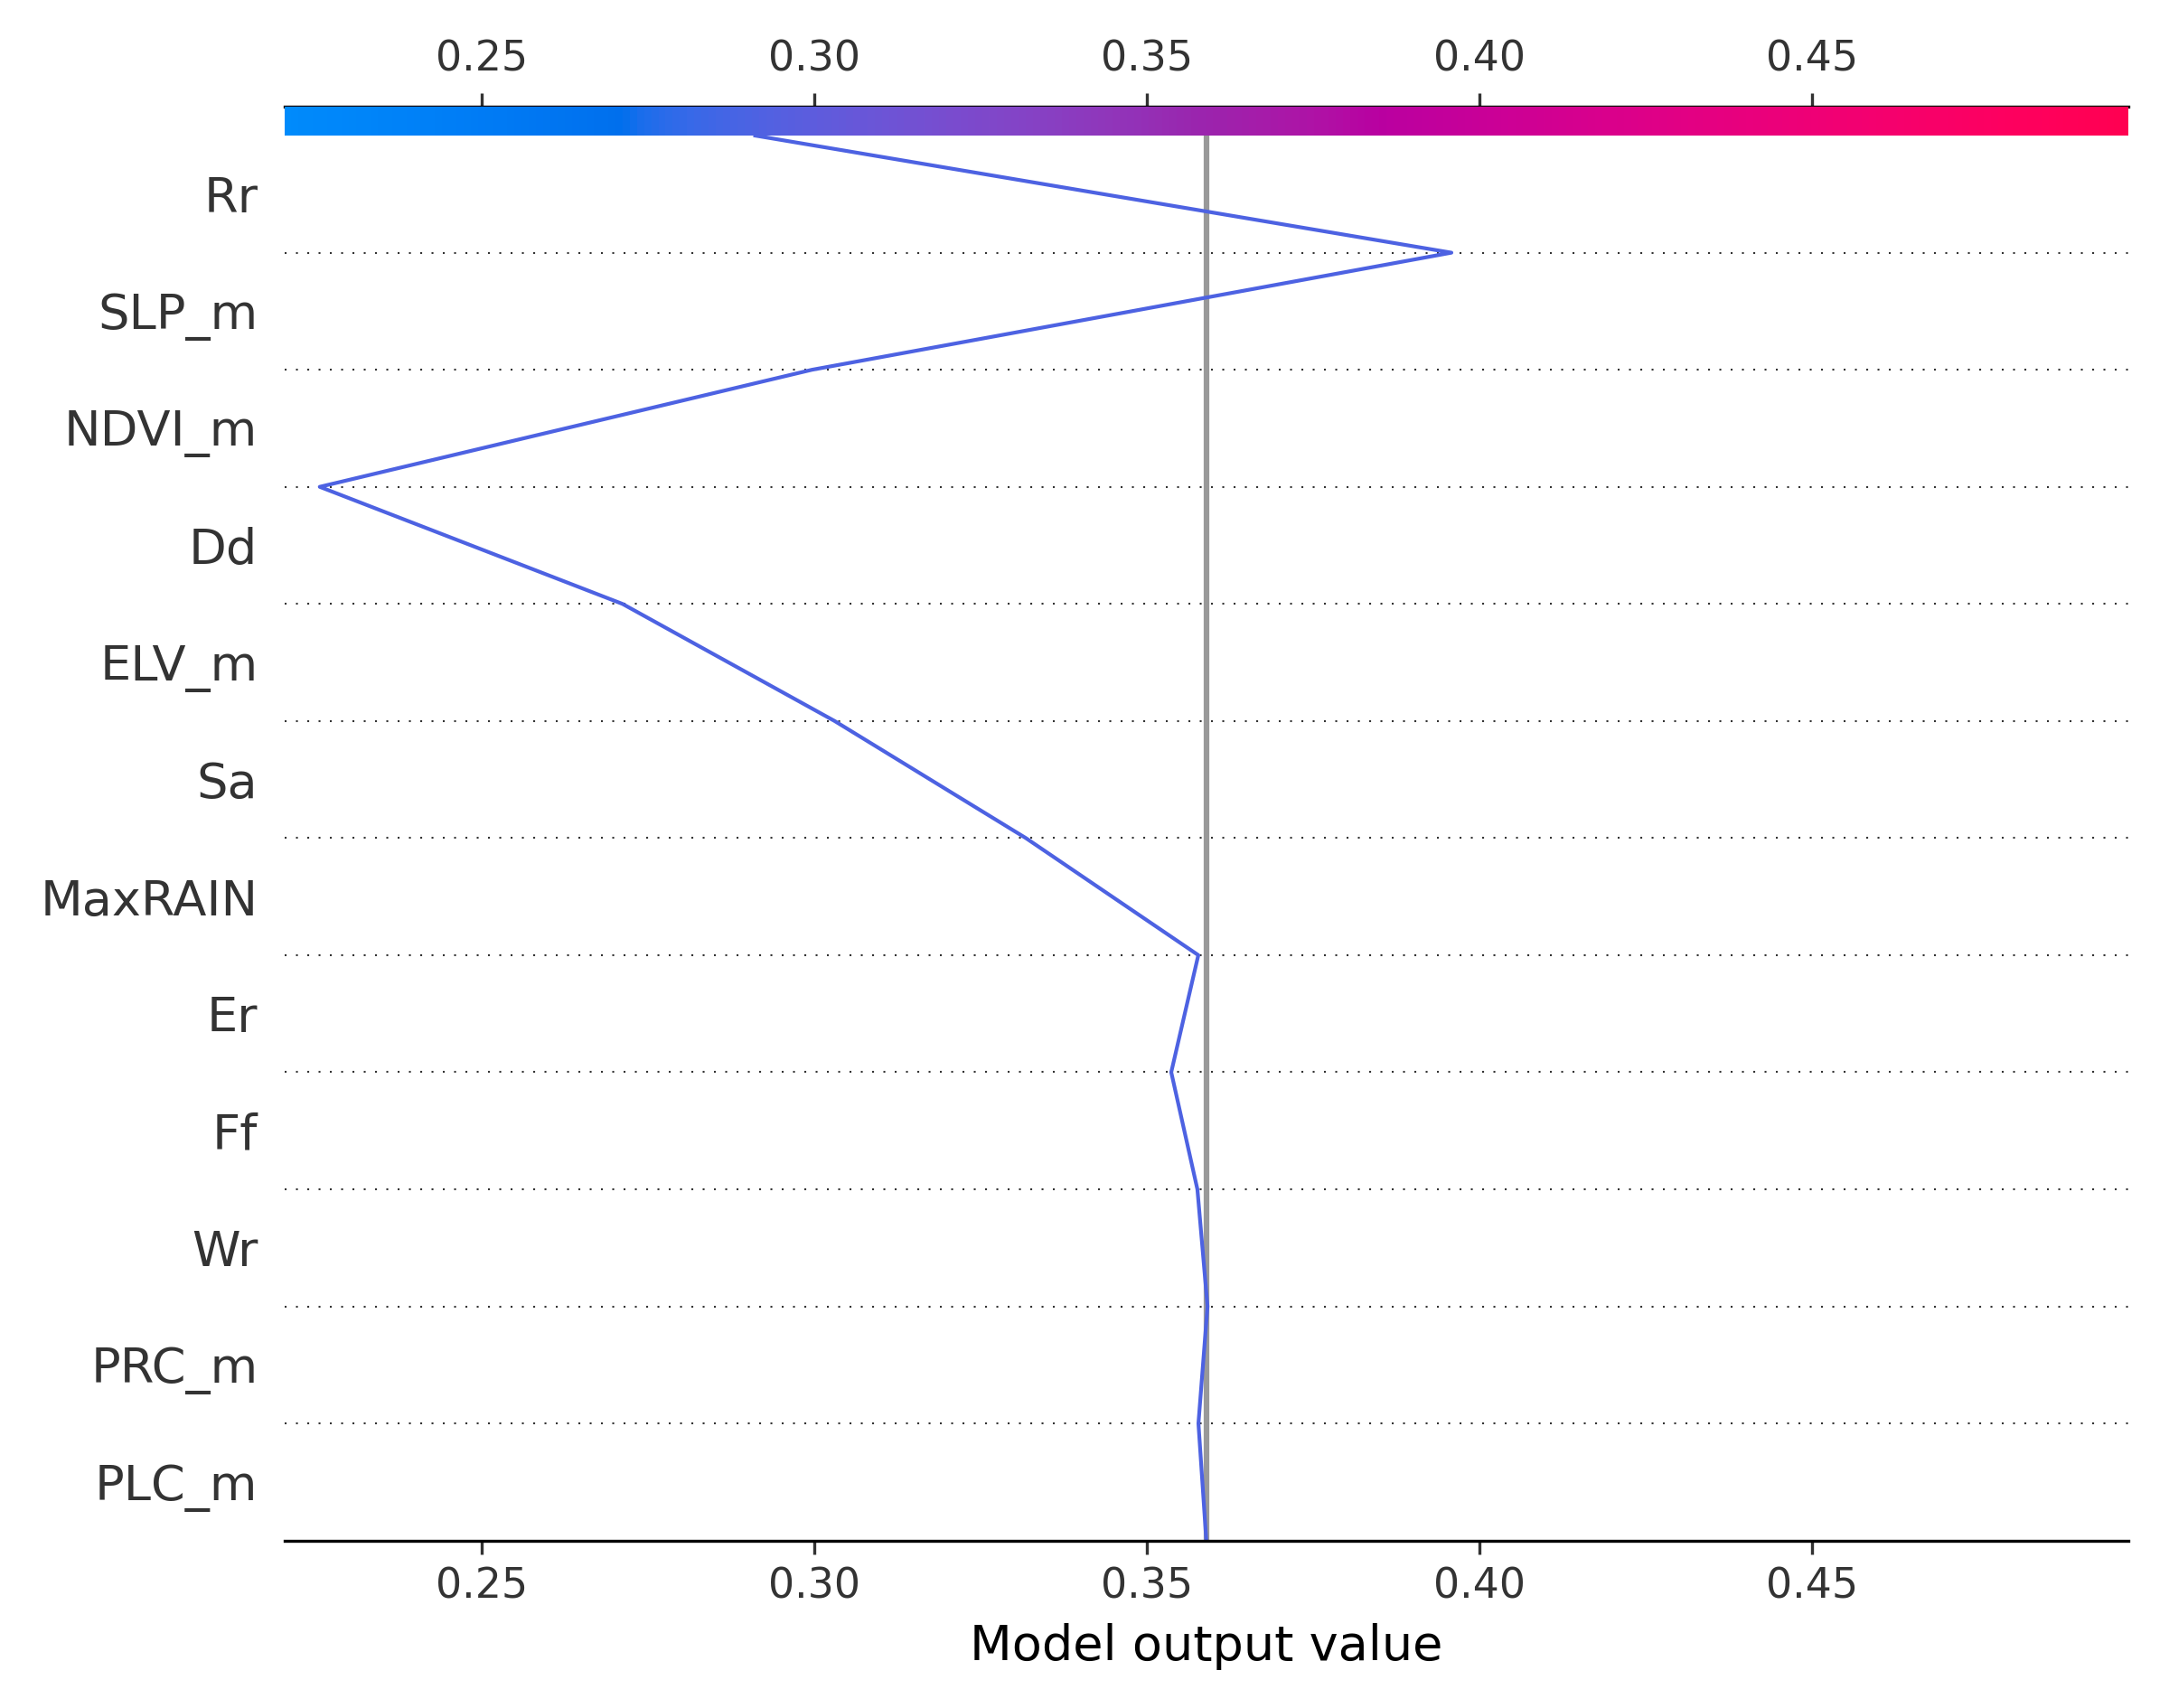 0.25 0.30 0.35 0.40 0.45
Rr
SLP_m
NDVI_m
Dd
ELV_m
Sa
MaxRAIN
Er
Ff
Wr
PRC_m
PLC_m
0.25 0.30 0.35 0.40 0.45
Model output value